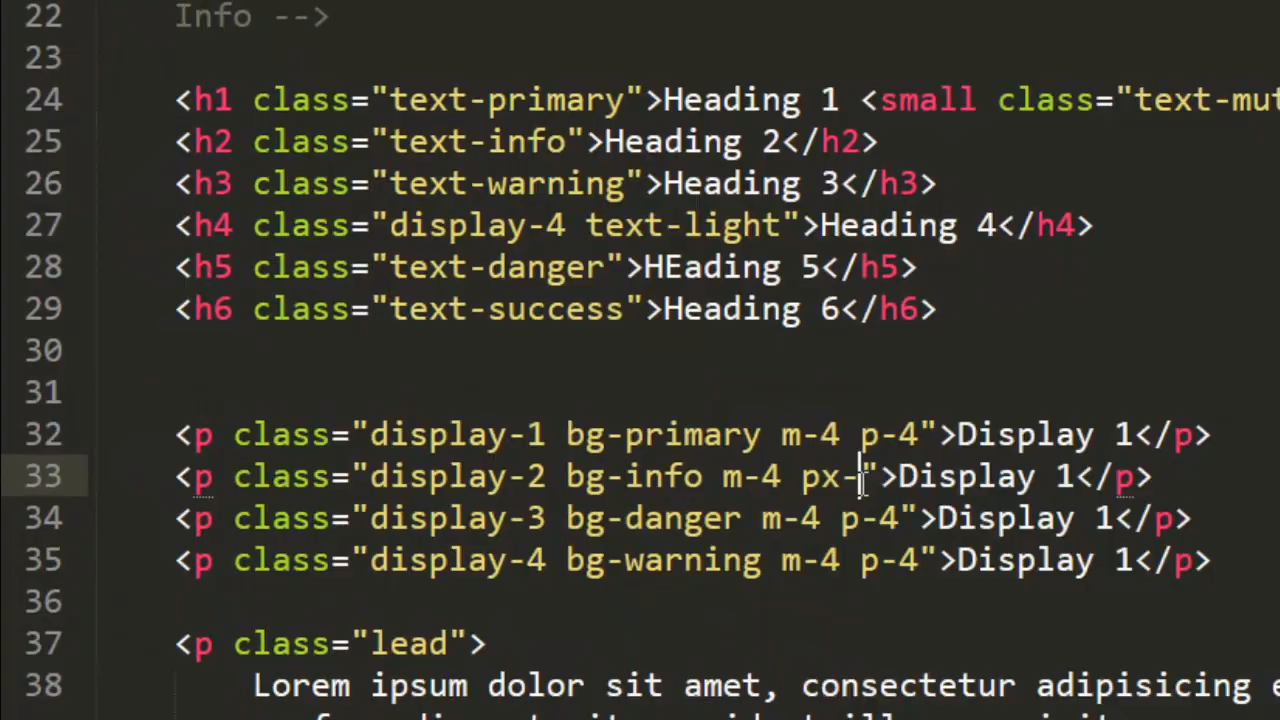 22 Info -->
23
24 <h1 class="text-primary">Heading 1 <small class="text-mut
25 <h2 class="text-info">Heading 2</h2>
26 <h3 class="text-warning">Heading 3</h3>
27 <h4 class="display-4 text-light">Heading 4</h4>
28 <h5 class="text-danger">HEading 5</h5>
29 <h6 class="text-success">Heading 6</h6>
30
31
32 <p class="display-1 bg-primary m-4 p-4">Display 1</p>
33 <p class="display-2 bg-info m-4 px-">Display 1</p>
34 <p class="display-3 bg-danger m-4 p-4">Display 1</p>
35 <p class="display-4 bg-warning m-4 p-4">Display 1</p>
36
37 <p class="lead">
38 Lorem ipsum dolor sit amet, consectetur adipisicing e